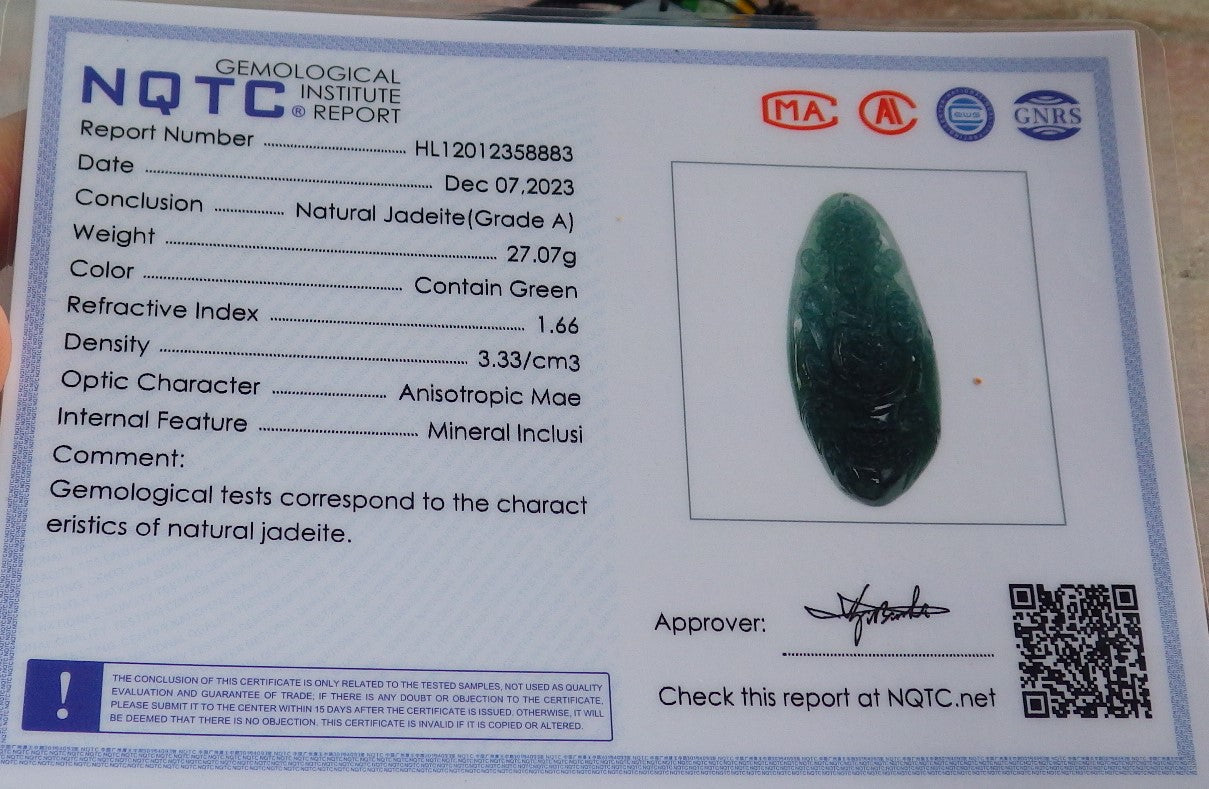 NQTC® GEMOLOGICAL INSTITUTE REPORT
Report Number HL12012358883
Date Dec 07,2023
Conclusion Natural Jadeite(Grade A)
Weight 27.07g
Color Contain Green
Refractive Index 1.66
Density 3.33/cm3
Optic Character Anisotropic Mae
Internal Feature Mineral Inclusi
Comment:
Gemological tests correspond to the charact
eristics of natural jadeite.
MA
GNRS
Approver:
Check this report at NQTC.net
!
THE CONCLUSION OF THIS CERTIFICATE IS ONLY RELATED TO THE TESTED SAMPLES, NOT USED AS QUALITY
EVALUATION AND GUARANTEE OF TRADE; IF THERE IS ANY DOUBT OR OBJECTION TO THE CERTIFICATE,
PLEASE SUBMIT IT TO THE CENTER WITHIN 15 DAYS AFTER THE CERTIFICATE IS ISSUED. OTHERWISE, IT WILL
BE DEEMED THAT THERE IS NO OBJECTION. THIS CERTIFICATE IS INVALID IF IT IS COPIED OR ALTERED.